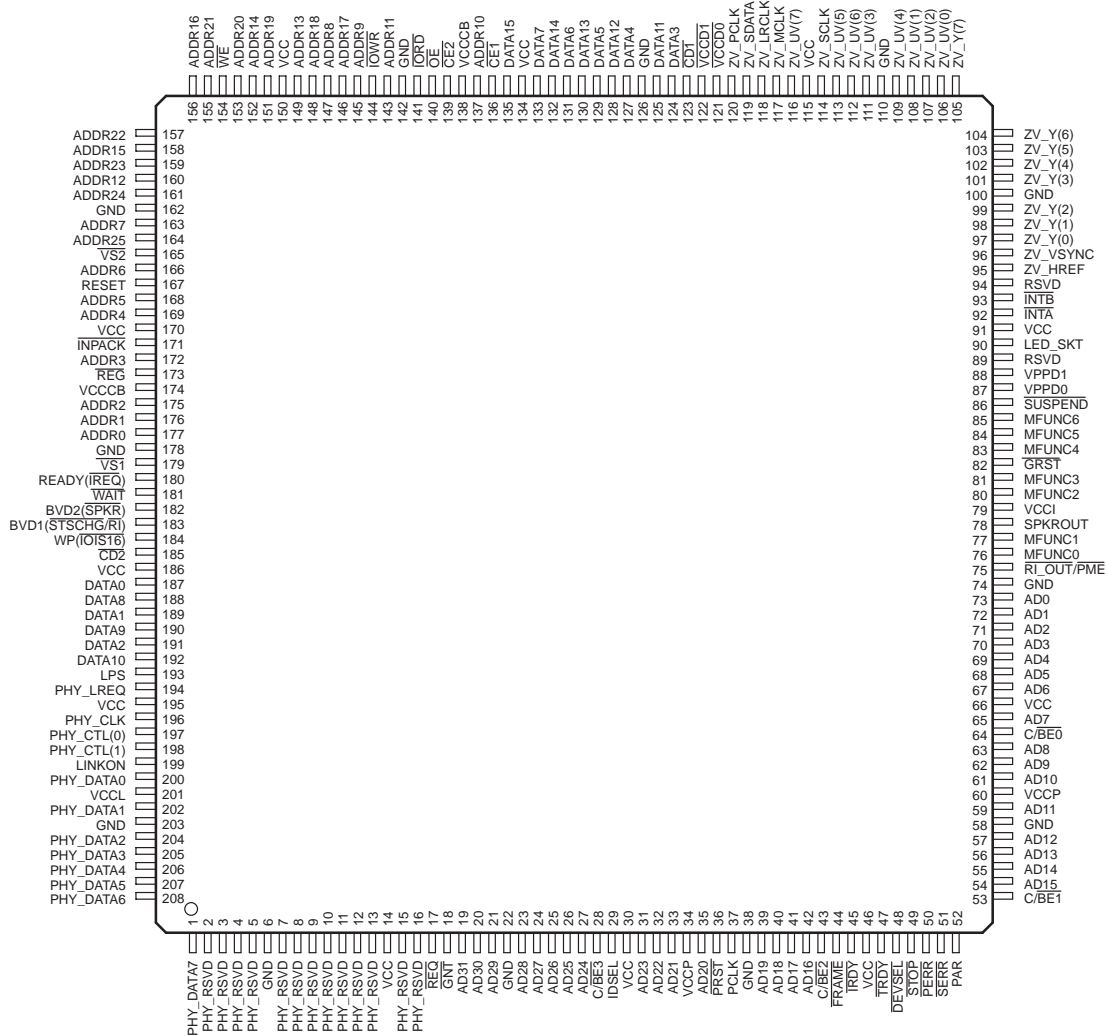 ADDR16 156
ADDR21 155
WE 154
ADDR20 153
ADDR14 152
ADDR19 151
VCC 150
ADDR13 149
ADDR18 148
ADDR8 147
ADDR17 146
ADDR9 145
IOWR 144
ADDR11 143
GND 142
IORD 141
OE 140
CE2 139
VCCCB 138
ADDR10 137
CE1 136
DATA15 135
VCC 134
DATA7 133
DATA14 132
DATA6 131
DATA13 130
DATA5 129
DATA12 128
DATA4 127
GND 126
DATA11 125
DATA3 124
CD1 123
VCCD1 122
VCCD0 121
ZV_PCLK 120
ZV_SDATA 119
ZV_LRCLK 118
ZV_MCLK 117
ZV_UV(7) 116
VCC 115
ZV_SCLK 114
ZV_UV(5) 113
ZV_UV(6) 112
ZV_UV(3) 111
GND 110
ZV_UV(4) 109
ZV_UV(1) 108
ZV_UV(2) 107
ZV_UV(0) 106
ZV_Y(7) 105
ADDR22 157
ADDR15 158
ADDR23 159
ADDR12 160
ADDR24 161
GND 162
ADDR7 163
ADDR25 164
VS2 165
ADDR6 166
RESET 167
ADDR5 168
ADDR4 169
VCC 170
INPACK 171
ADDR3 172
REG 173
VCCCB 174
ADDR2 175
ADDR1 176
ADDR0 177
GND 178
VS1 179
READY(IREQ) 180
WAIT 181
BVD2(SPKR) 182
BVD1(STSCHG/RI) 183
WP(IOIS16) 184
CD2 185
VCC 186
DATA0 187
DATA8 188
DATA1 189
DATA9 190
DATA2 191
DATA10 192
LPS 193
PHY_LREQ 194
VCC 195
PHY_CLK 196
PHY_CTL(0) 197
PHY_CTL(1) 198
LINKON 199
PHY_DATA0 200
VCCL 201
PHY_DATA1 202
GND 203
PHY_DATA2 204
PHY_DATA3 205
PHY_DATA4 206
PHY_DATA5 207
PHY_DATA6 208
104 ZV_Y(6)
103 ZV_Y(5)
102 ZV_Y(4)
101 ZV_Y(3)
100 GND
99 ZV_Y(2)
98 ZV_Y(1)
97 ZV_Y(0)
96 ZV_VSYNC
95 ZV_HREF
94 RSVD
93 INTB
92 INTA
91 VCC
90 LED_SKT
89 RSVD
88 VPPD1
87 VPPD0
86 SUSPEND
85 MFUNC6
84 MFUNC5
83 MFUNC4
82 GRST
81 MFUNC3
80 MFUNC2
79 VCCI
78 SPKROUT
77 MFUNC1
76 MFUNC0
75 RI_OUT/PME
74 GND
73 AD0
72 AD1
71 AD2
70 AD3
69 AD4
68 AD5
67 AD6
66 VCC
65 AD7
64 C/BE0
63 AD8
62 AD9
61 AD10
60 VCCP
59 AD11
58 GND
57 AD12
56 AD13
55 AD14
54 AD15
53 C/BE1
1 PHY_DATA7
2 PHY_RSVD
3 PHY_RSVD
4 PHY_RSVD
5 PHY_RSVD
6 GND
7 PHY_RSVD
8 PHY_RSVD
9 PHY_RSVD
10 PHY_RSVD
11 PHY_RSVD
12 PHY_RSVD
13 PHY_RSVD
14 VCC
15 PHY_RSVD
16 PHY_RSVD
17 REQ
18 GNT
19 AD31
20 AD30
21 AD29
22 GND
23 AD28
24 AD27
25 AD26
26 AD25
27 AD24
28 C/BE3
29 IDSEL
30 VCC
31 AD23
32 AD22
33 AD21
34 VCCP
35 AD20
36 PRST
37 PCLK
38 GND
39 AD19
40 AD18
41 AD17
42 AD16
43 C/BE2
44 FRAME
45 IRDY
46 VCC
47 TRDY
48 DEVSEL
49 STOP
50 PERR
51 SERR
52 PAR